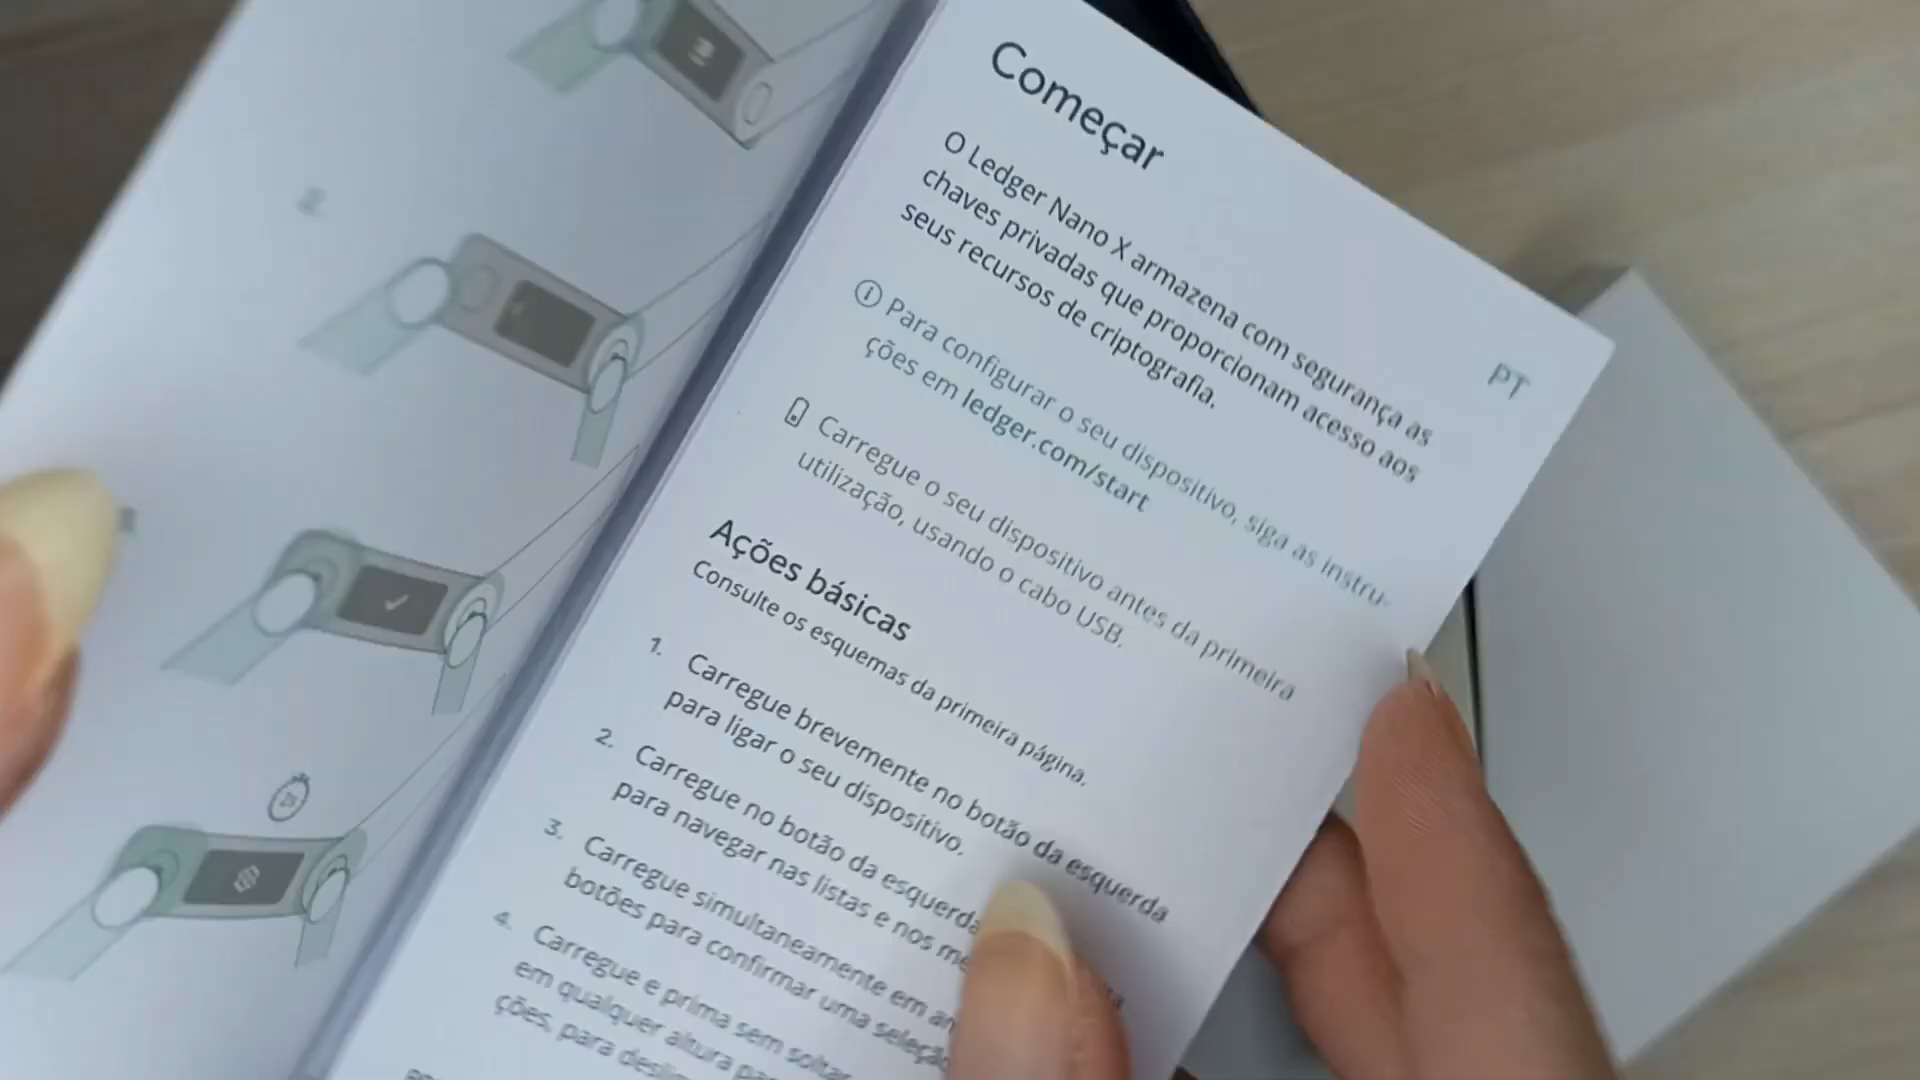 Começar
O Ledger Nano X armazena com segurança as
chaves privadas que proporcionam acesso aos
seus recursos de criptografia.
PT
Para configurar o seu dispositivo, siga as instru-
ções em ledger.com/start
Carregue o seu dispositivo antes da primeira
utilização, usando o cabo USB.
Ações básicas
Consulte os esquemas da primeira página.
1. Carregue brevemente no botão da esquerda
para ligar o seu dispositivo.
2. Carregue no botão da esquerda
para navegar nas listas e nos
3. Carregue simultaneamente em
botões para confirmar uma seleção
4. Carregue e prima sem soltar
em qualquer altura
ções, para
2.
2s